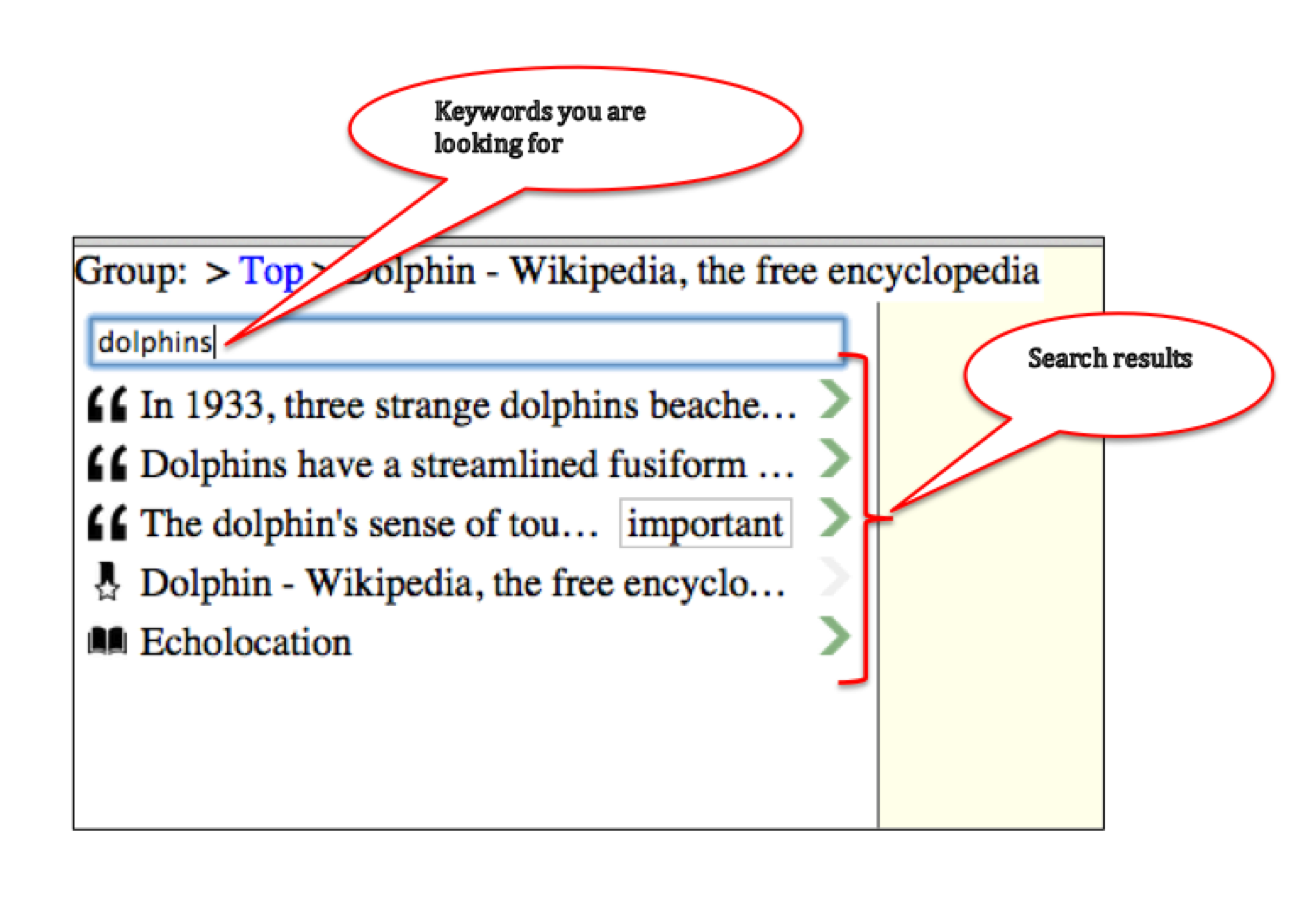 Keywords you are
looking for
Group: > Top > Dolphin - Wikipedia, the free encyclopedia
dolphins
Search results
In 1933, three strange dolphins beache...
Dolphins have a streamlined fusiform ...
The dolphin's sense of tou... important
Dolphin - Wikipedia, the free encyclo...
Echolocation